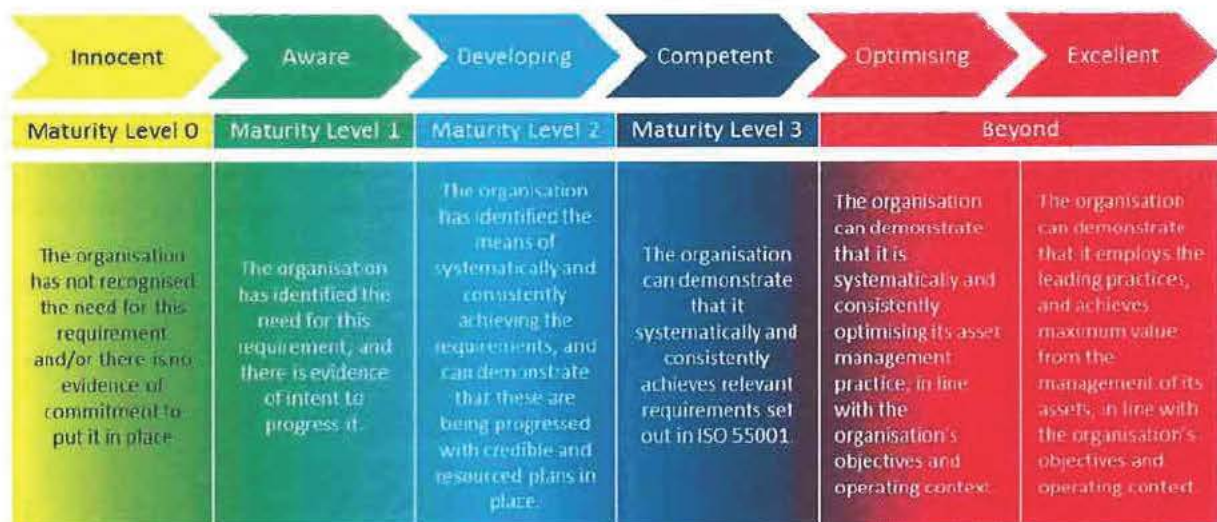 Innocent
Aware
Developing
Competent
Optimising
Excellent
Maturity Level 0
Maturity Level 1
Maturity Level 2
Maturity Level 3
Beyond
The organisation
has not recognised
the need for this
requirement
and/or there is no
evidence of
commitment to
put it in place
The organisation
has identified the
need for this
requirement, and
there is evidence
of intent to
progress it.
The organisation
has identified the
means of
systematically and
consistently
achieving the
requirements, and
can demonstrate
that these are
being progressed
with credible and
resourced plans in
place.
The organisation
can demonstrate
that it
systematically and
consistently
achieves relevant
requirements set
out in ISO 55001
The organisation
can demonstrate
that it is
systematically and
consistently
optimising its asset
management
practice, in line
with the
organisation's
objectives and
operating context
The organisation
can demonstrate
that it employs the
leading practices,
and achieves
maximum value
from the
management of its
assets, in line with
the organisation's
objectives and
operating context